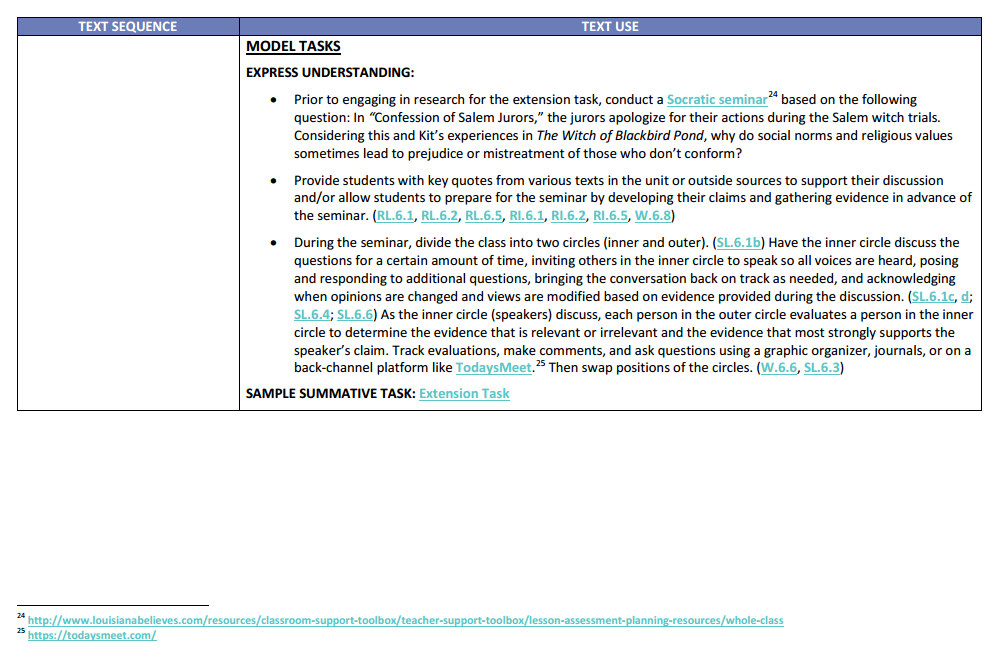 TEXT SEQUENCE
TEXT USE
MODEL TASKS
EXPRESS UNDERSTANDING:
• Prior to engaging in research for the extension task, conduct a Socratic seminar24 based on the following
question: In “Confession of Salem Jurors,” the jurors apologize for their actions during the Salem witch trials.
Considering this and Kit’s experiences in The Witch of Blackbird Pond, why do social norms and religious values
sometimes lead to prejudice or mistreatment of those who don’t conform?
• Provide students with key quotes from various texts in the unit or outside sources to support their discussion
and/or allow students to prepare for the seminar by developing their claims and gathering evidence in advance of
the seminar. (RL.6.1, RL.6.2, RL.6.5, RI.6.1, RI.6.2, RI.6.5, W.6.8)
• During the seminar, divide the class into two circles (inner and outer). (SL.6.1b) Have the inner circle discuss the
questions for a certain amount of time, inviting others in the inner circle to speak so all voices are heard, posing
and responding to additional questions, bringing the conversation back on track as needed, and acknowledging
when opinions are changed and views are modified based on evidence provided during the discussion. (SL.6.1c, d;
SL.6.4; SL.6.6) As the inner circle (speakers) discuss, each person in the outer circle evaluates a person in the inner
circle to determine the evidence that is relevant or irrelevant and the evidence that most strongly supports the
speaker’s claim. Track evaluations, make comments, and ask questions using a graphic organizer, journals, or on a
back-channel platform like TodaysMeet.25 Then swap positions of the circles. (W.6.6, SL.6.3)
SAMPLE SUMMATIVE TASK: Extension Task
24 http://www.louisianabelieves.com/resources/classroom-support-toolbox/teacher-support-toolbox/lesson-assessment-planning-resources/whole-class
25 https://todaysmeet.com/